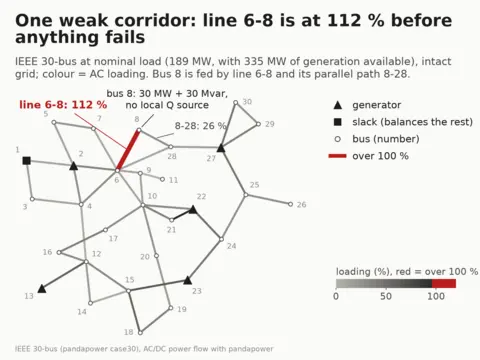 One weak corridor: line 6-8 is at 112 % before
anything fails
IEEE 30-bus at nominal load (189 MW, with 335 MW of generation available), intact
grid; colour = AC loading. Bus 8 is fed by line 6-8 and its parallel path 8-28.
bus 8: 30 MW + 30 Mvar,
no local Q source
line 6-8: 112 %
8-28: 26 %
generator
slack (balances the rest)
bus (number)
over 100 %
30
5
7
8
29
1
2
28
27
6
9
11
3
4
10
22
25
26
21
17
24
16
12
20
15
23
13
14
19
18
loading (%), red = over 100 %
0
50
100
IEEE 30-bus (pandapower case30), AC/DC power flow with pandapower